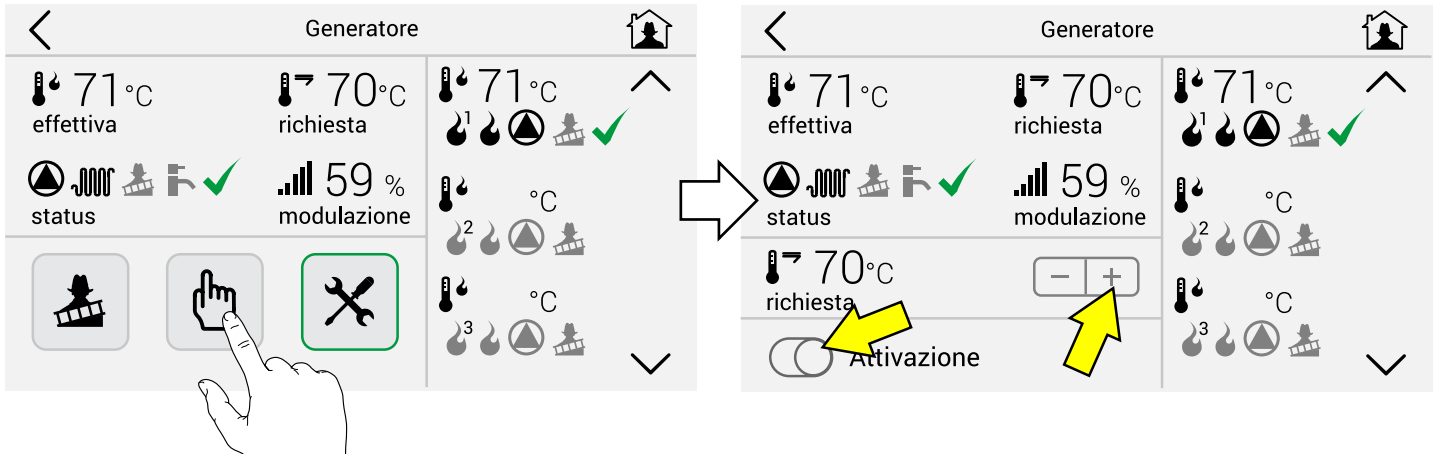 Generatore
71 °C
70 °C
effettiva
richiesta
59 %
status
modulazione
71 °C
1
°C
2
°C
3
Generatore
71 °C
70 °C
effettiva
richiesta
59 %
status
modulazione
70 °C
− +
richiesta
Attivazione
71 °C
1
°C
2
°C
3